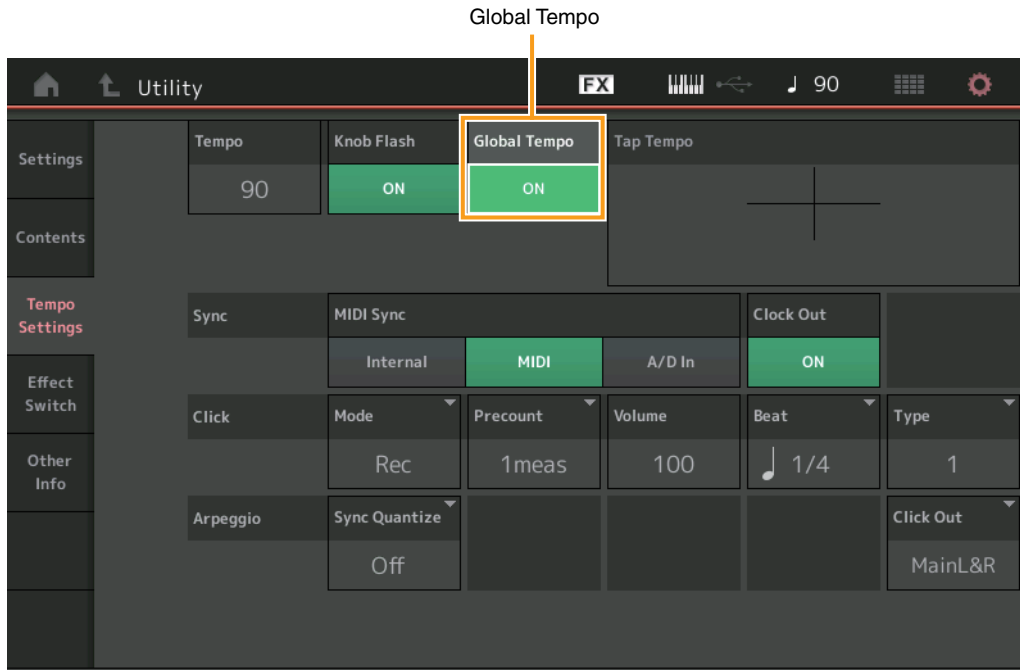 Global Tempo
Utility
FX
♩ 90
Settings
Contents
Tempo
Settings
Effect
Switch
Other
Info
Tempo
90
Knob Flash
ON
Global Tempo
ON
Tap Tempo
Sync
MIDI Sync
Internal
MIDI
A/D In
Clock Out
ON
Click
Mode
Rec
Precount
1meas
Volume
100
Beat
♩ 1/4
Type
1
Arpeggio
Sync Quantize
Off
Click Out
MainL&R